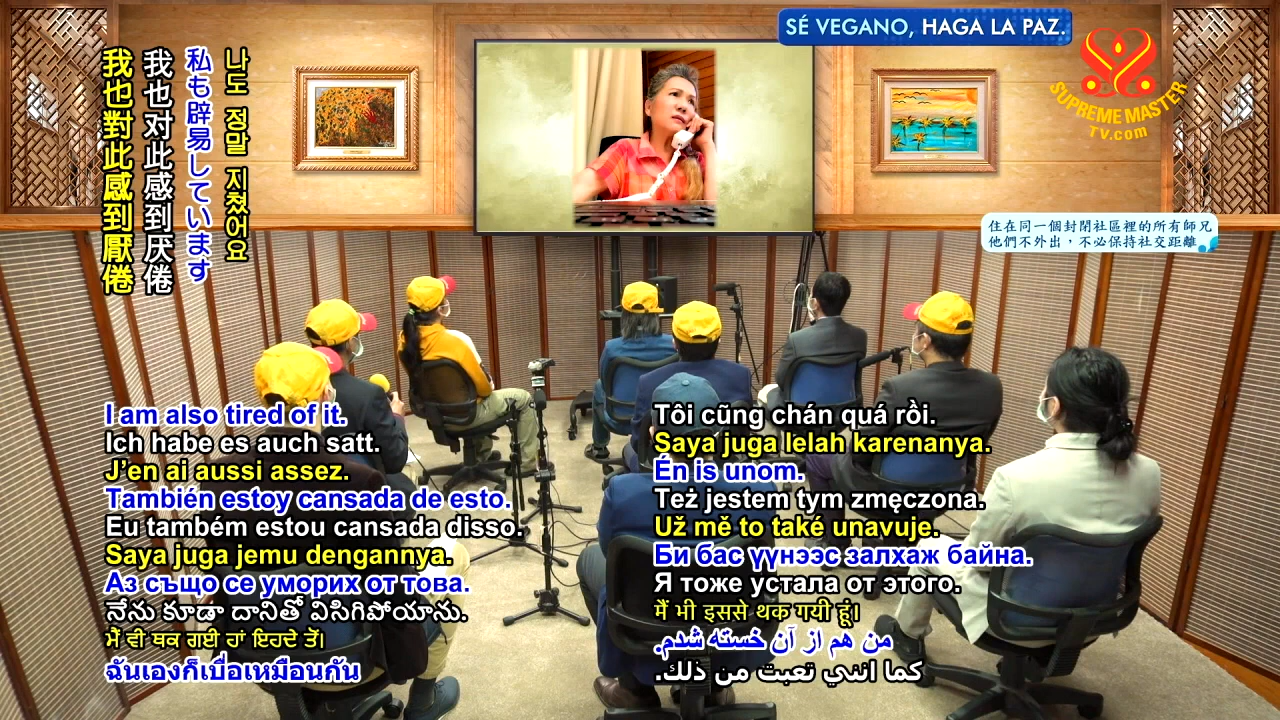 SÉ VEGANO, HAGA LA PAZ.
SUPREME MASTER
TV.com
나도 정말 지쳤어요
私も辟易しています
我也对此感到厌倦
我也對此感到厭倦
住在同一個封閉社區裡的所有師兄
他們不外出，不必保持社交距離
I am also tired of it.
Ich habe es auch satt.
J’en ai aussi assez.
También estoy cansada de esto.
Eu também estou cansada disso.
Saya juga jemu dengannya.
Аз също се уморих от това.
నేను కూడా దానితో విసిగిపోయాను.
ਮੈਂ ਵੀ ਥਕ ਗਈ ਹਾਂ ਇਹਦੇ ਤੋਂ।
ฉันเองก็เบื่อเหมือนกัน
Tôi cũng chán quá rồi.
Saya juga lelah karenanya.
Én is unom.
Też jestem tym zmęczona.
Už mě to také unavuje.
Би бас үүнээс залхаж байна.
Я тоже устала от этого.
मैं भी इससे थक गयी हूं।
من هم از آن خسته شدم.
كما انني تعبت من ذلك.